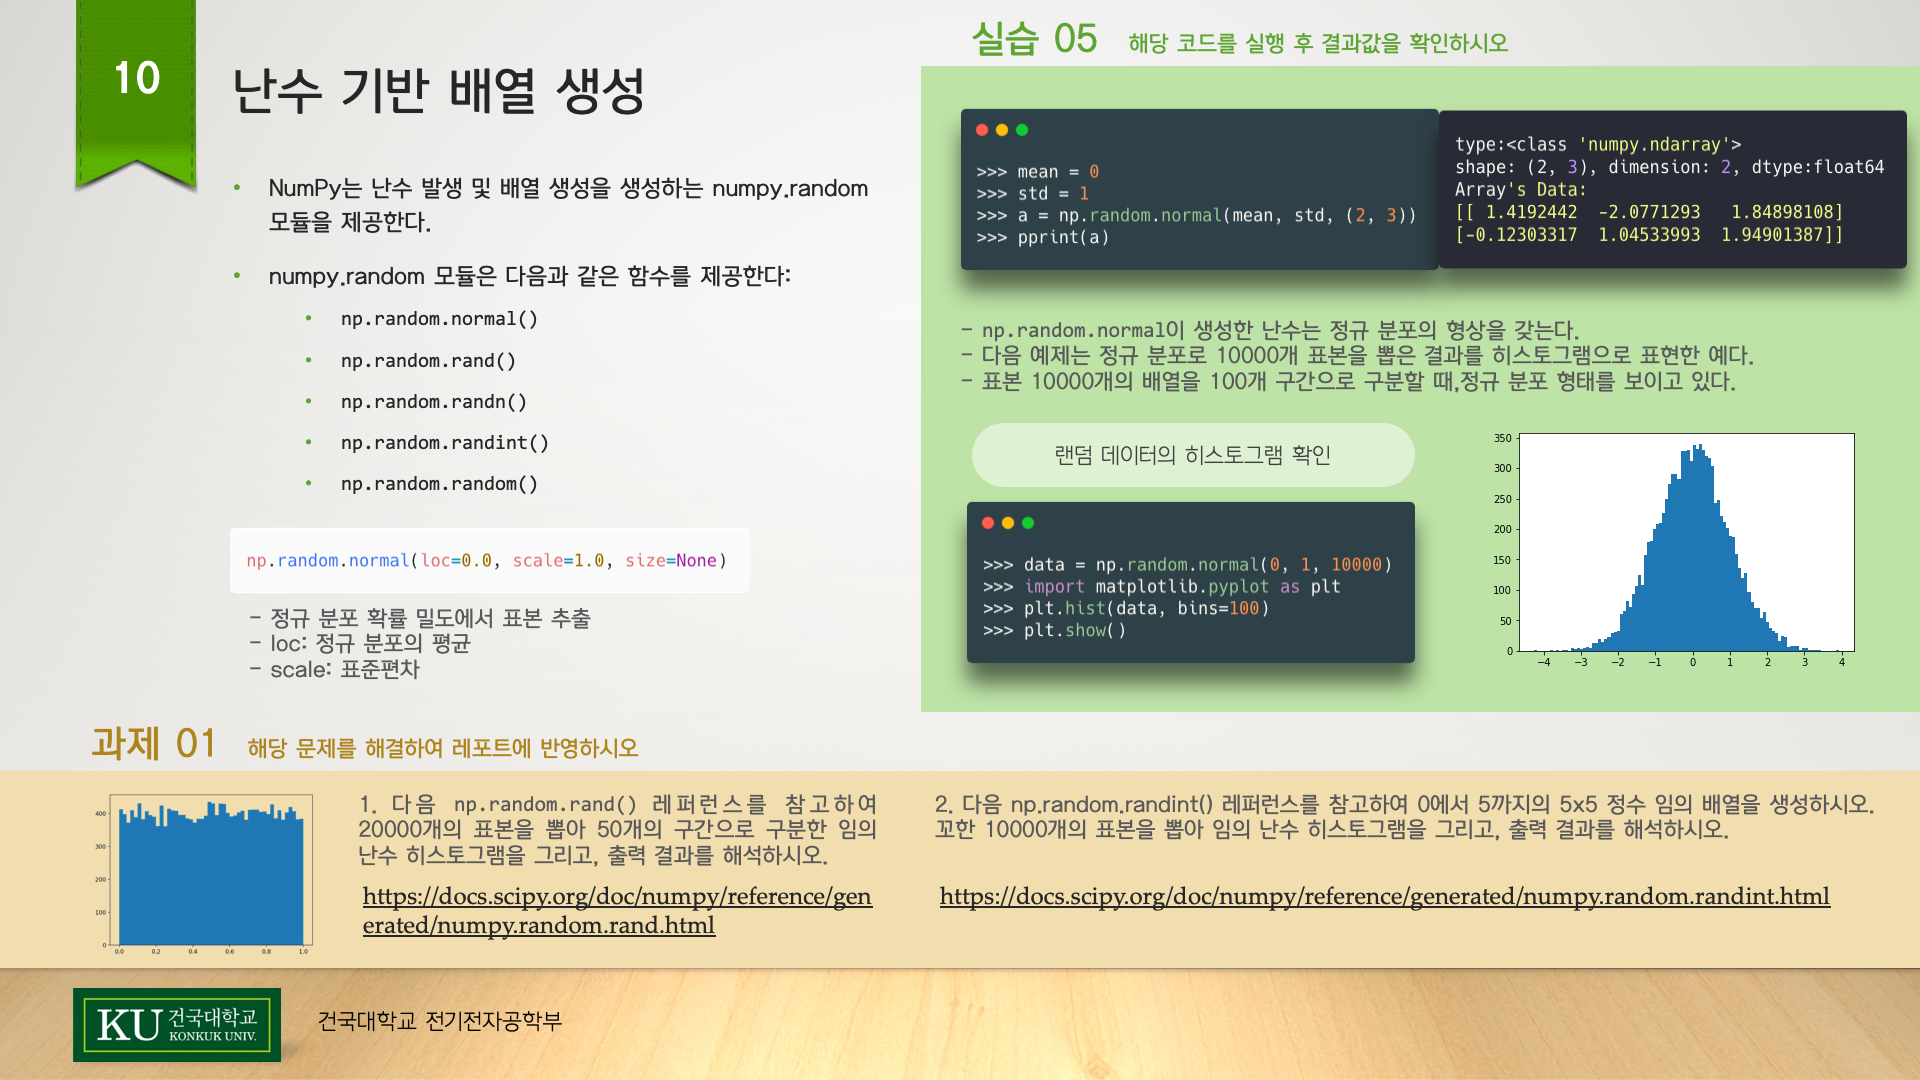 10
난수 기반 배열 생성
• NumPy는 난수 발생 및 배열 생성을 생성하는 numpy.random
모듈을 제공한다.
• numpy.random 모듈은 다음과 같은 함수를 제공한다:
• np.random.normal()
• np.random.rand()
• np.random.randn()
• np.random.randint()
• np.random.random()
np.random.normal(loc=0.0, scale=1.0, size=None)
- 정규 분포 확률 밀도에서 표본 추출
- loc: 정규 분포의 평균
- scale: 표준편차
실습 05 해당 코드를 실행 후 결과값을 확인하시오
>>> mean = 0
>>> std = 1
>>> a = np.random.normal(mean, std, (2, 3))
>>> pprint(a)
type:<class 'numpy.ndarray'>
shape: (2, 3), dimension: 2, dtype:float64
Array's Data:
[[ 1.4192442  -2.0771293   1.84898108]
[-0.12303317  1.04533993  1.94901387]]
- np.random.normal이 생성한 난수는 정규 분포의 형상을 갖는다.
- 다음 예제는 정규 분포로 10000개 표본을 뽑은 결과를 히스토그램으로 표현한 예다.
- 표본 10000개의 배열을 100개 구간으로 구분할 때,정규 분포 형태를 보이고 있다.
랜덤 데이터의 히스토그램 확인
>>> data = np.random.normal(0, 1, 10000)
>>> import matplotlib.pyplot as plt
>>> plt.hist(data, bins=100)
>>> plt.show()
350
300
250
200
150
100
50
0
−4 −3 −2 −1 0 1 2 3 4
과제 01 해당 문제를 해결하여 레포트에 반영하시오
400
300
200
100
0
0.0 0.2 0.4 0.6 0.8 1.0
1. 다음 np.random.rand() 레퍼런스를 참고하여
20000개의 표본을 뽑아 50개의 구간으로 구분한 임의
난수 히스토그램을 그리고, 출력 결과를 해석하시오.
https://docs.scipy.org/doc/numpy/reference/gen
erated/numpy.random.rand.html
2. 다음 np.random.randint() 레퍼런스를 참고하여 0에서 5까지의 5x5 정수 임의 배열을 생성하시오.
꼬한 10000개의 표본을 뽑아 임의 난수 히스토그램을 그리고, 출력 결과를 해석하시오.
https://docs.scipy.org/doc/numpy/reference/generated/numpy.random.randint.html
KU 건국대학교
KONKUK UNIV.
건국대학교 전기전자공학부